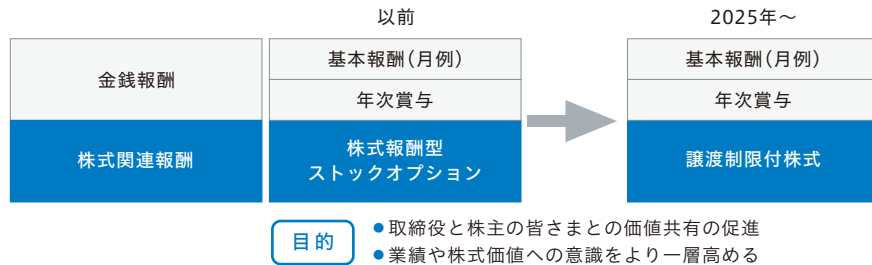 以前
2025年～
金銭報酬
基本報酬(月例)
基本報酬(月例)
年次賞与
年次賞与
株式関連報酬
株式報酬型
ストックオプション
譲渡制限付株式
目的
●取締役と株主の皆さまとの価値共有の促進
●業績や株式価値への意識をより一層高める